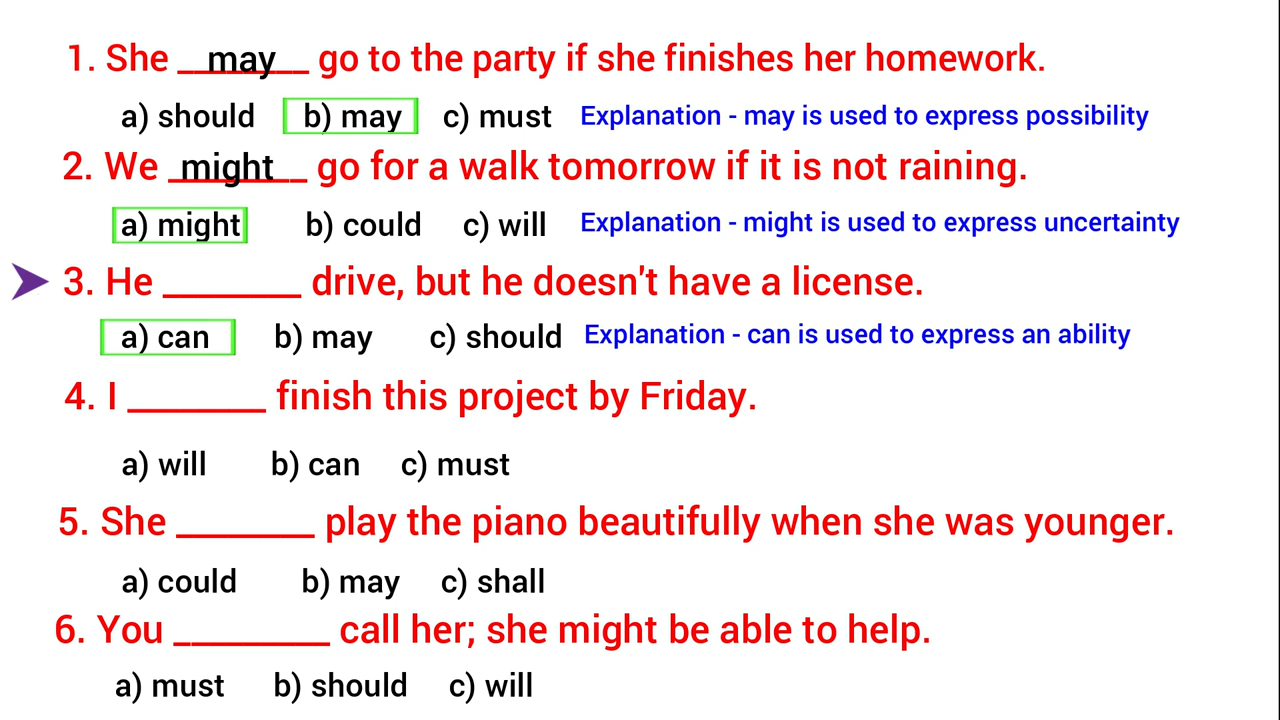 1. She may go to the party if she finishes her homework.
a) should b) may c) must Explanation - may is used to express possibility
2. We might go for a walk tomorrow if it is not raining.
a) might b) could c) will Explanation - might is used to express uncertainty
3. He ________ drive, but he doesn't have a license.
a) can b) may c) should Explanation - can is used to express an ability
4. I ________ finish this project by Friday.
a) will b) can c) must
5. She ________ play the piano beautifully when she was younger.
a) could b) may c) shall
6. You _________ call her; she might be able to help.
a) must b) should c) will